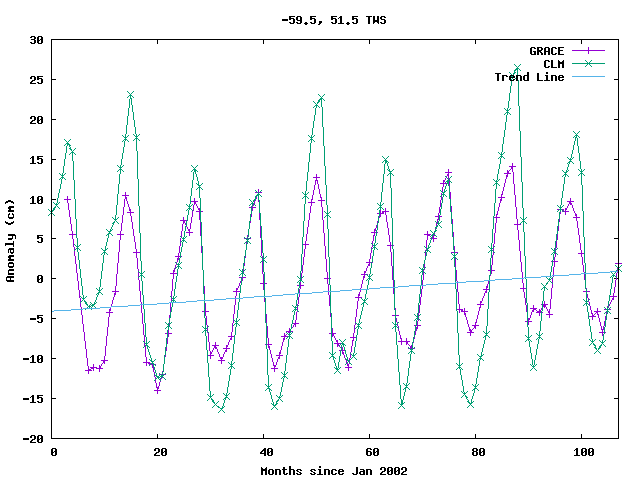 -59.5, 51.5 TWS
GRACE
CLM
Trend Line
30
25
20
15
10
5
0
-5
-10
-15
-20
Anomaly (cm)
0 20 40 60 80 100
Months since Jan 2002